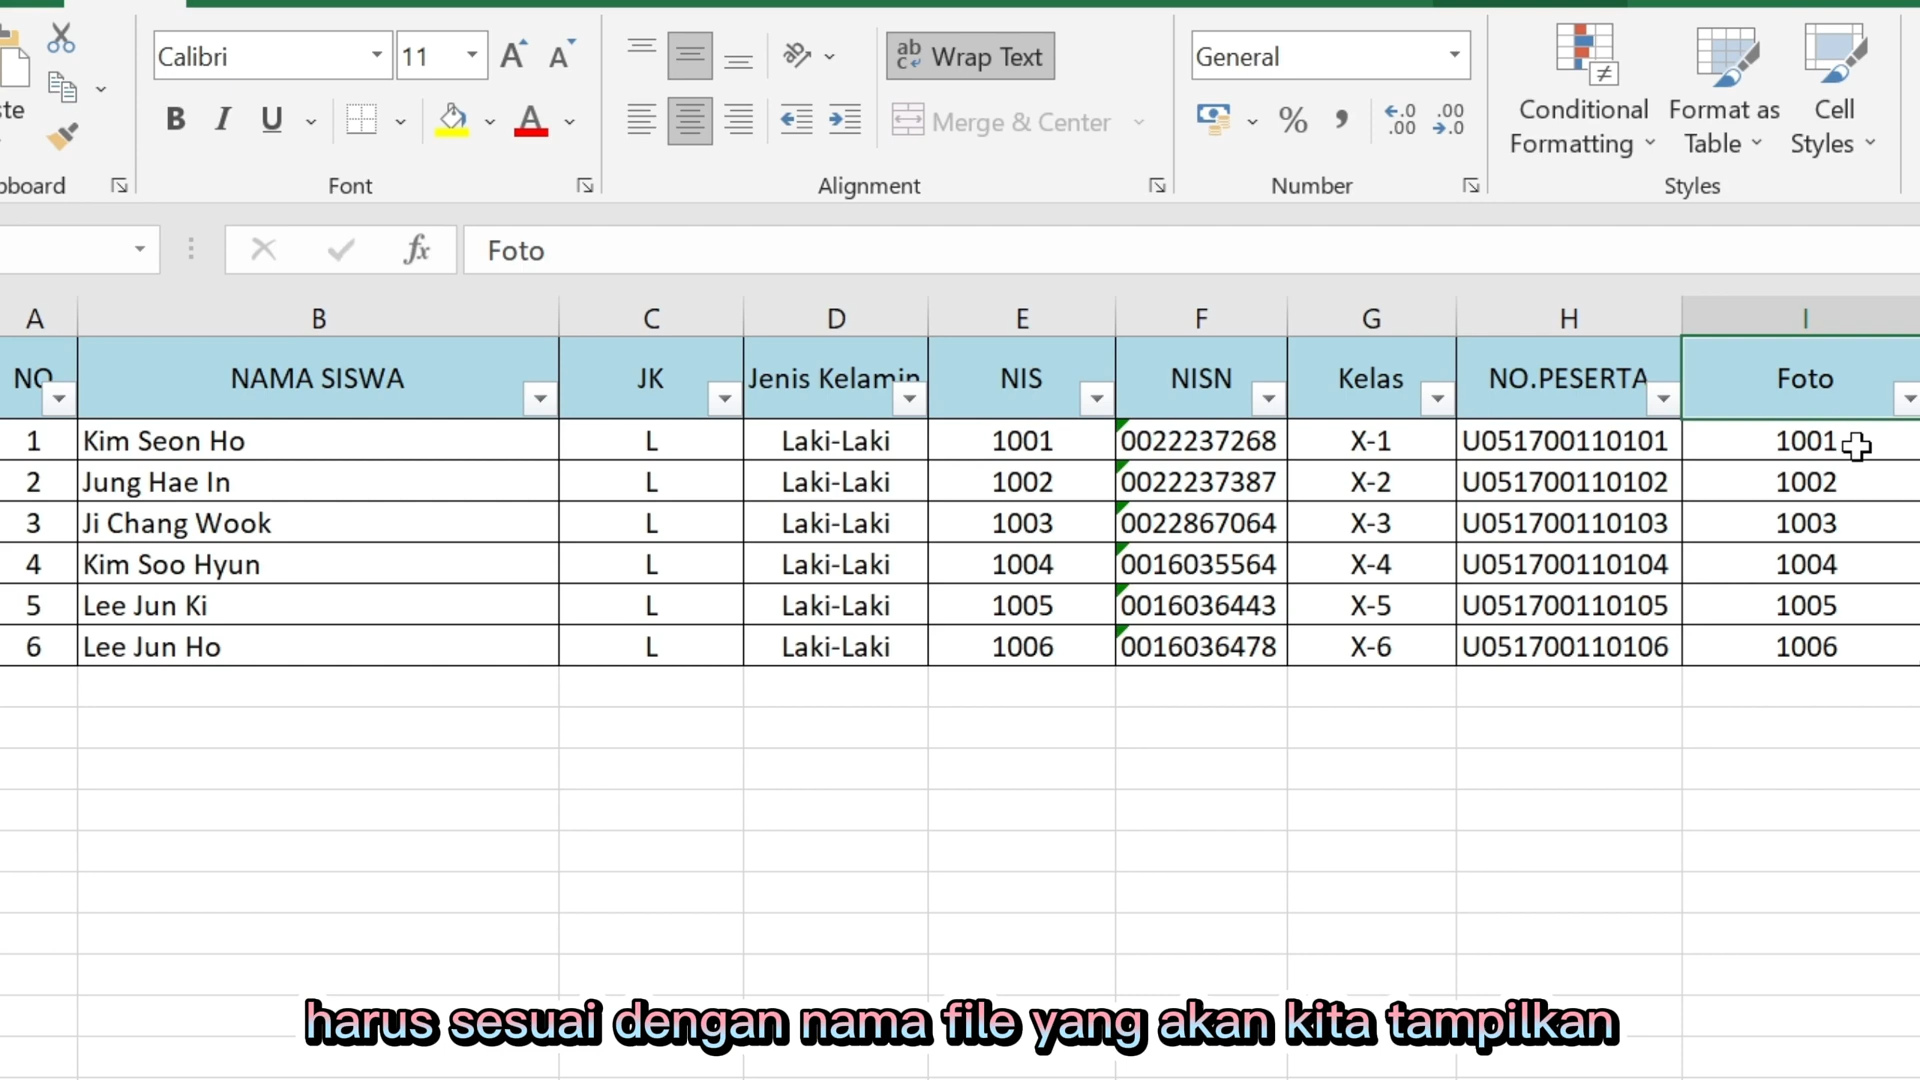 Calibri 11 Wrap Text General
Conditional Formatting Format as Table Cell Styles
Merge & Center
Font Alignment Number Styles
Foto
A B C D E F G H I
NO NAMA SISWA JK Jenis Kelamin NIS NISN Kelas NO.PESERTA Foto
1 Kim Seon Ho L Laki-Laki 1001 0022237268 X-1 U051700110101 1001
2 Jung Hae In L Laki-Laki 1002 0022237387 X-2 U051700110102 1002
3 Ji Chang Wook L Laki-Laki 1003 0022867064 X-3 U051700110103 1003
4 Kim Soo Hyun L Laki-Laki 1004 0016035564 X-4 U051700110104 1004
5 Lee Jun Ki L Laki-Laki 1005 0016036443 X-5 U051700110105 1005
6 Lee Jun Ho L Laki-Laki 1006 0016036478 X-6 U051700110106 1006
harus sesuai dengan nama file yang akan kita tampilkan